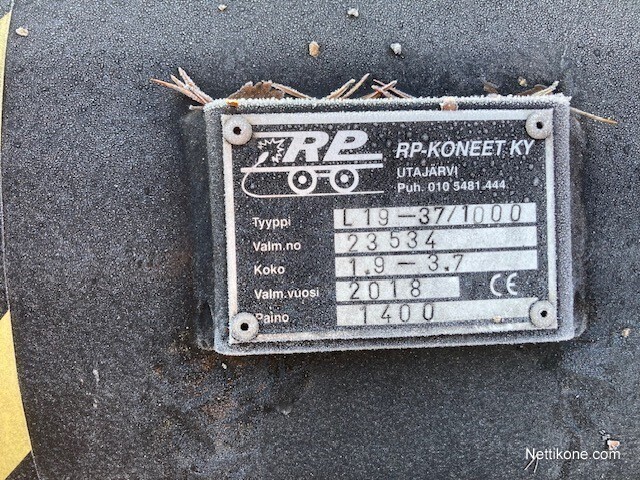 RP
RP-KONEET KY
UTAJÄRVI
Puh. 010 5481 444
Tyyppi L19-37/1000
Valm.no 23534
Koko 1.9-3.7
Valm.vuosi 2018 CE
Paino 1400
Nettikone.com